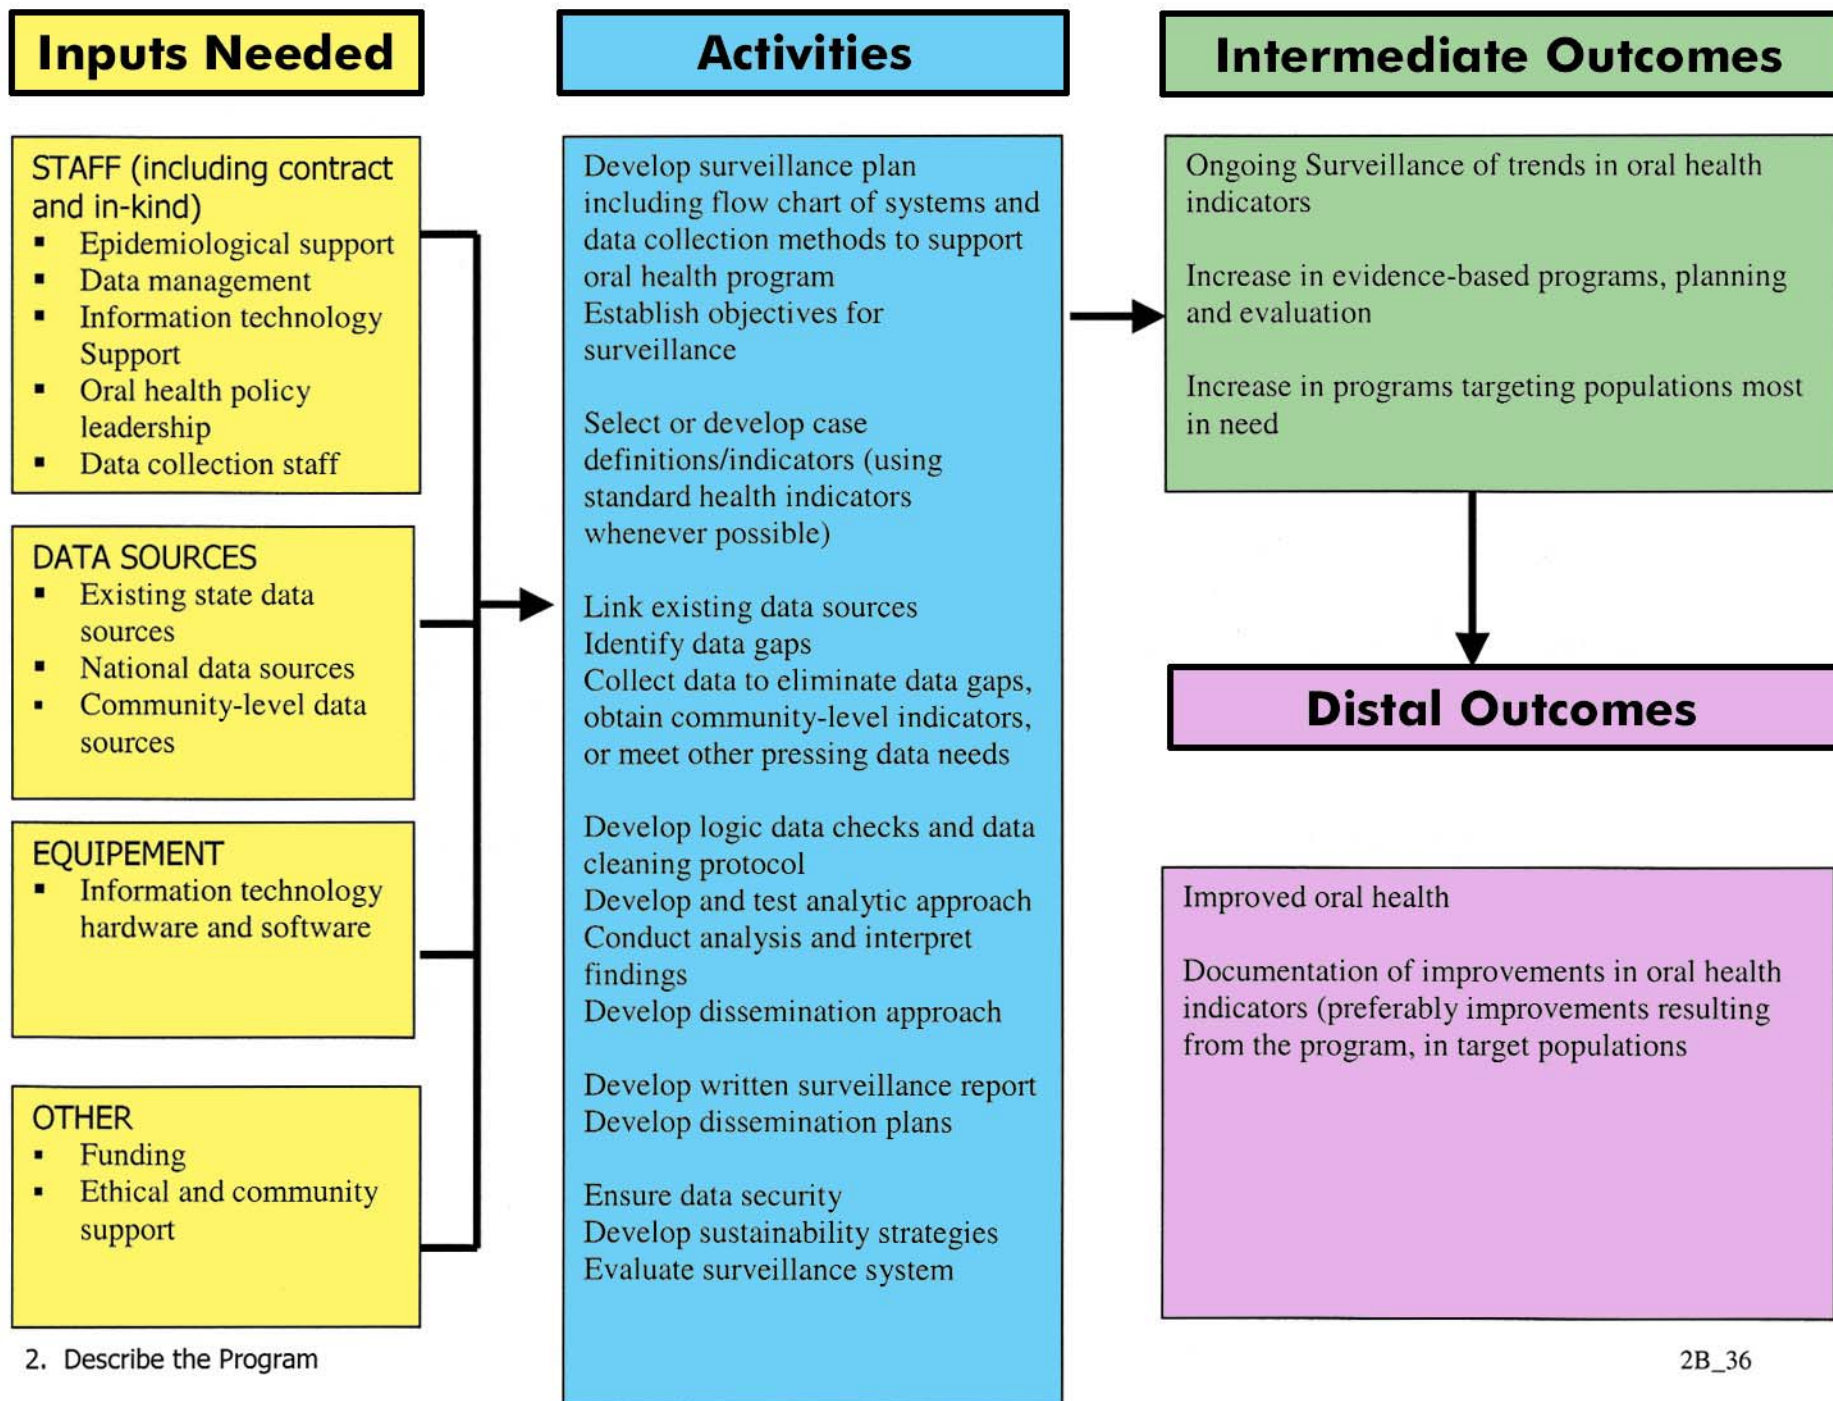 Inputs Needed
STAFF (including contract
and in-kind)
▪ Epidemiological support
▪ Data management
▪ Information technology
Support
▪ Oral health policy
leadership
▪ Data collection staff
DATA SOURCES
▪ Existing state data
sources
▪ National data sources
▪ Community-level data
sources
EQUIPEMENT
▪ Information technology
hardware and software
OTHER
▪ Funding
▪ Ethical and community
support
Activities
Develop surveillance plan
including flow chart of systems and
data collection methods to support
oral health program
Establish objectives for
surveillance
Select or develop case
definitions/indicators (using
standard health indicators
whenever possible)
Link existing data sources
Identify data gaps
Collect data to eliminate data gaps,
obtain community-level indicators,
or meet other pressing data needs
Develop logic data checks and data
cleaning protocol
Develop and test analytic approach
Conduct analysis and interpret
findings
Develop dissemination approach
Develop written surveillance report
Develop dissemination plans
Ensure data security
Develop sustainability strategies
Evaluate surveillance system
Intermediate Outcomes
Ongoing Surveillance of trends in oral health
indicators
Increase in evidence-based programs, planning
and evaluation
Increase in programs targeting populations most
in need
Distal Outcomes
Improved oral health
Documentation of improvements in oral health
indicators (preferably improvements resulting
from the program, in target populations
2. Describe the Program
2B_36